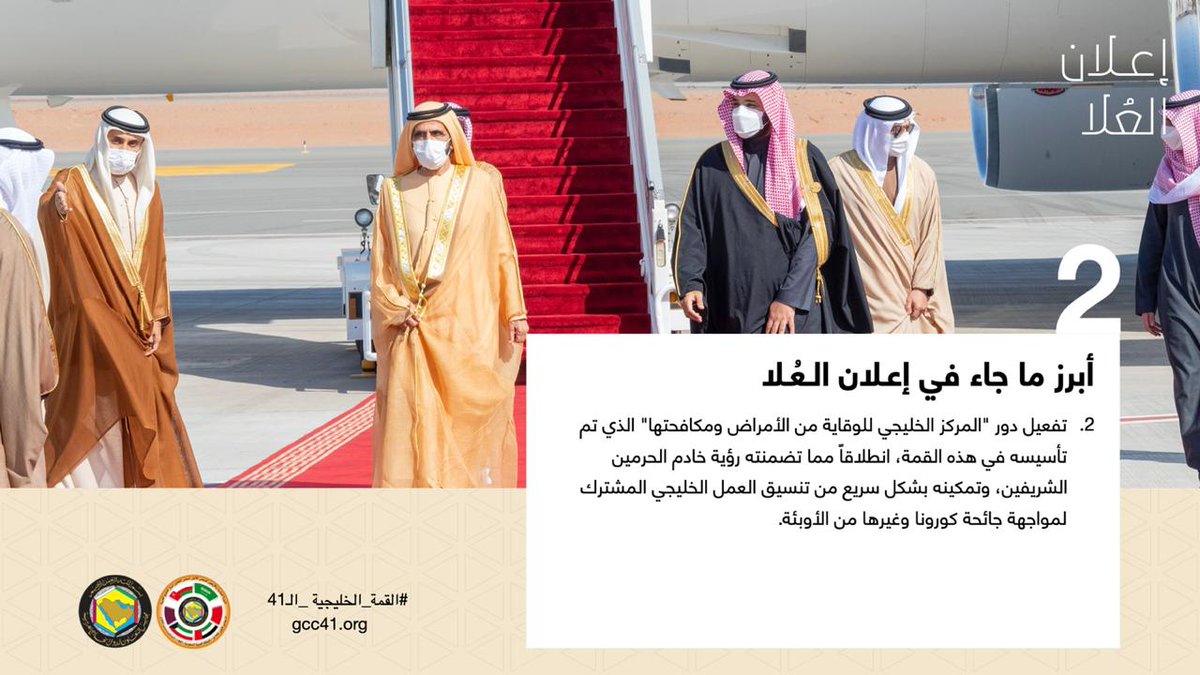 إعلان
العُلا
2
أبرز ما جاء في إعلان العُلا
2. تفعيل دور "المركز الخليجي للوقاية من الأمراض ومكافحتها" الذي تم
تأسيسه في هذه القمة، انطلاقاً مما تضمنته رؤية خادم الحرمين
الشريفين، وتمكينه بشكل سريع من تنسيق العمل الخليجي المشترك
لمواجهة جائحة كورونا وغيرها من الأوبئة.
#القمة_الخليجية _الـ41
gcc41.org